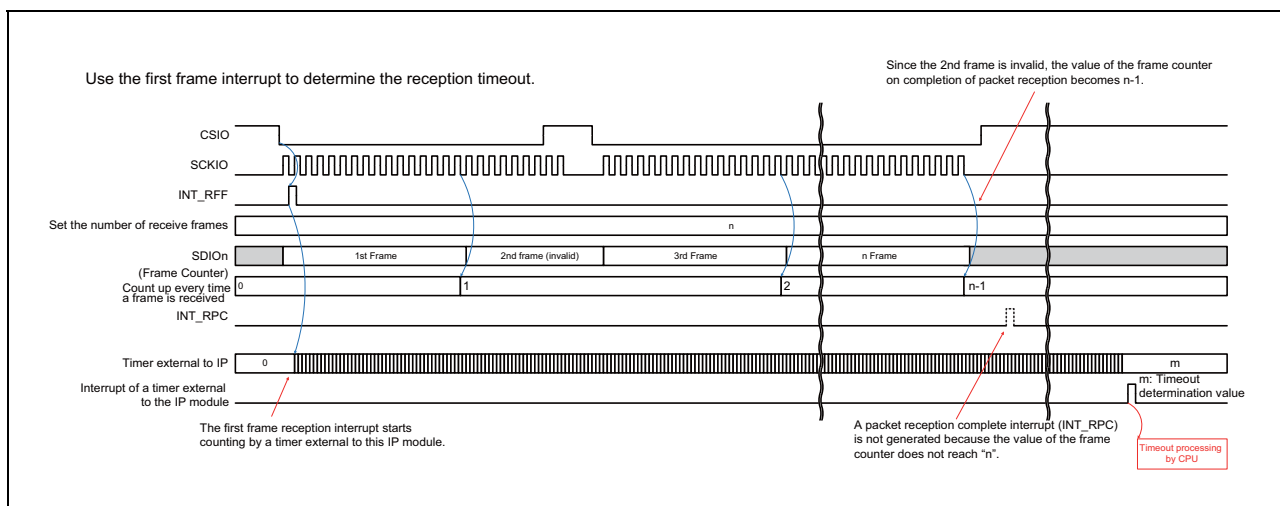 Use the first frame interrupt to determine the reception timeout.
Since the 2nd frame is invalid, the value of the frame counter
on completion of packet reception becomes n-1.
CSIO
SCKIO
INT_RFF
Set the number of receive frames
n
SDIOn
1st Frame
2nd frame (invalid)
3rd Frame
n Frame
(Frame Counter)
Count up every time
a frame is received
0
1
2
n-1
INT_RPC
Timer external to IP
0
m
Interrupt of a timer external
to the IP module
m: Timeout
determination value
The first frame reception interrupt starts
counting by a timer external to this IP module.
A packet reception complete interrupt (INT_RPC)
is not generated because the value of the frame
counter does not reach “n”.
Timeout processing
by CPU